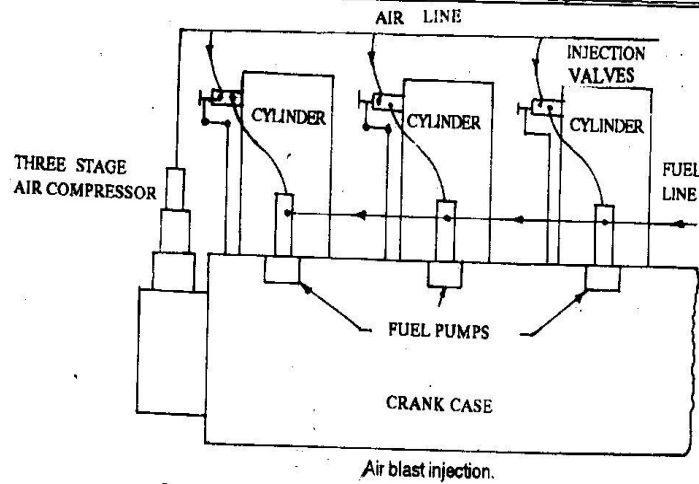 AIR LINE
INJECTION
VALVES
CYLINDER
CYLINDER
CYLINDER
THREE STAGE
AIR COMPRESSOR
FUEL
LINE
FUEL PUMPS
CRANK CASE
Air blast injection.